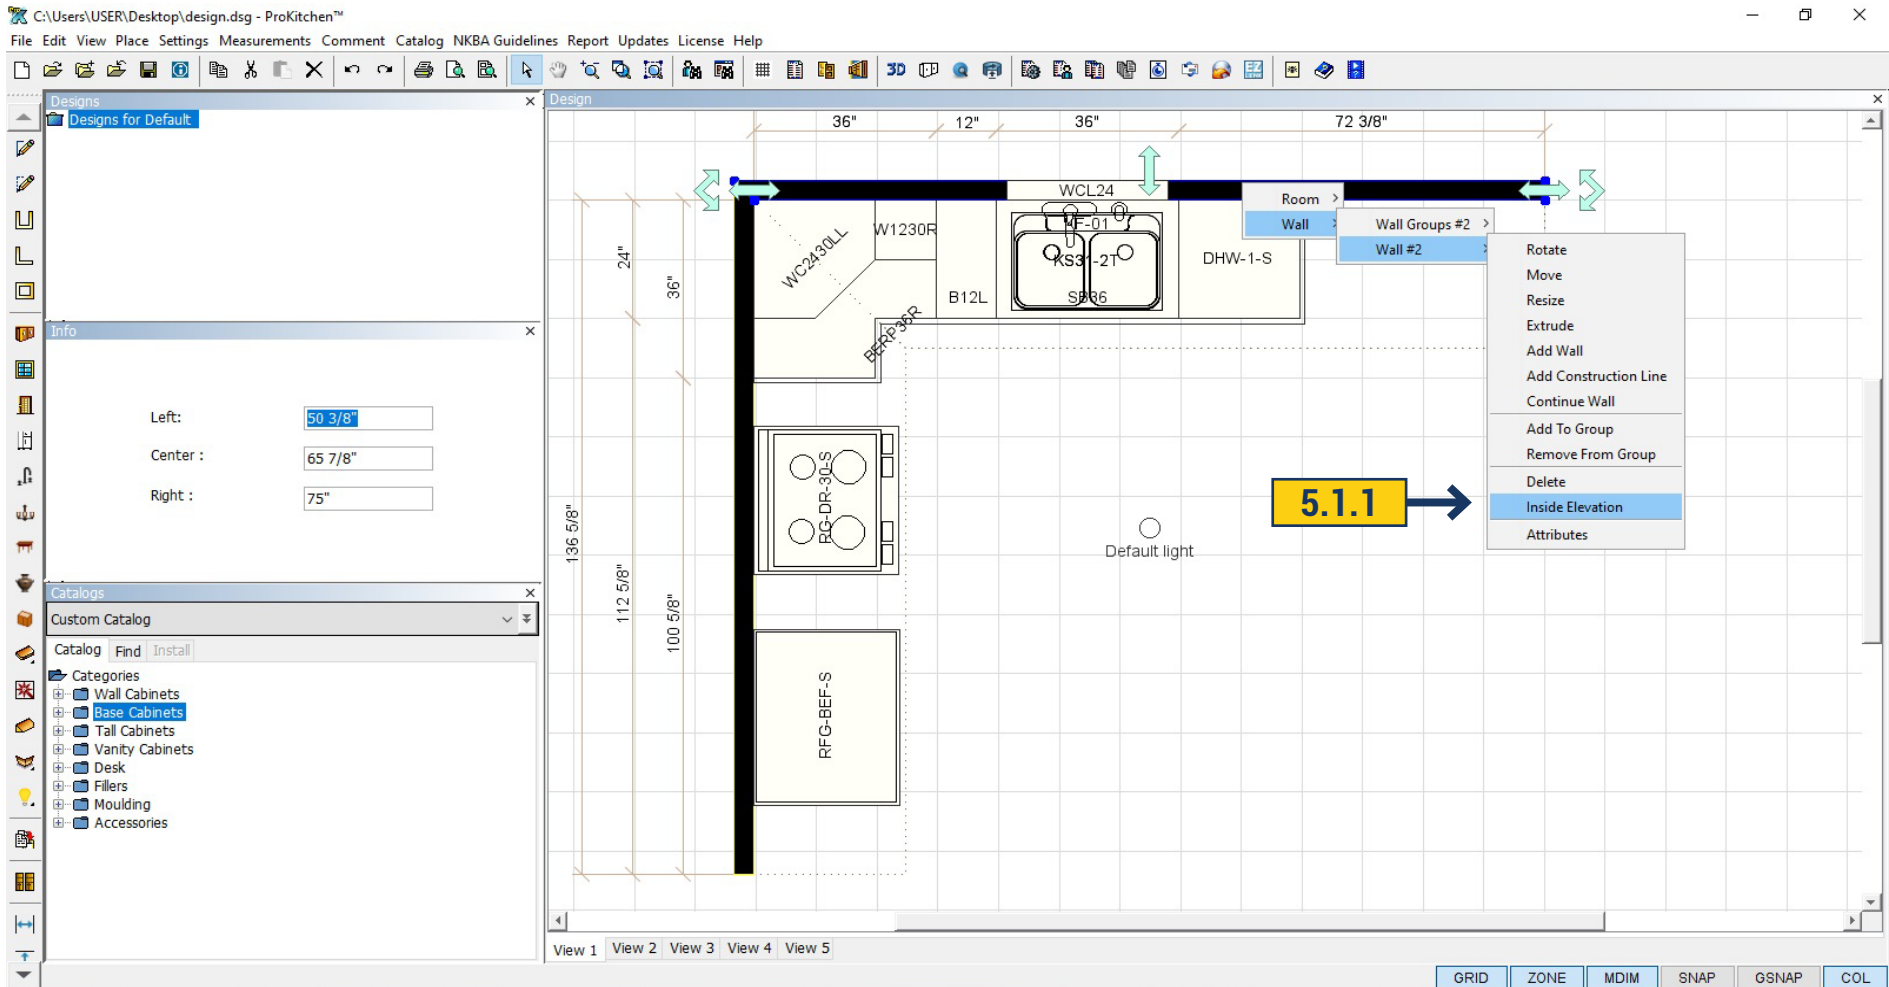 C:\Users\USER\Desktop\design.dsg - ProKitchen™
File Edit View Place Settings Measurements Comment Catalog NKBA Guidelines Report Updates License Help
3D
EZ
Designs
Designs for Default
Info
Left: 50 3/8"
Center : 65 7/8"
Right : 75"
Catalogs
Custom Catalog
Catalog Find Install
Categories
Wall Cabinets
Base Cabinets
Tall Cabinets
Vanity Cabinets
Desk
Fillers
Moulding
Accessories
Design
36" 12" 36" 72 3/8"
WCL24
WC2430LL
W1230R
KF-01
KS31-2T
DHW-1-S
B12L
SB36
BERP36R
24"
36"
RG-DR-30-S
136 5/8"
112 5/8"
100 5/8"
RFG-BEF-S
Default light
Room
Wall
Wall Groups #2
Wall #2
Rotate
Move
Resize
Extrude
Add Wall
Add Construction Line
Continue Wall
Add To Group
Remove From Group
Delete
Inside Elevation
Attributes
5.1.1
View 1 View 2 View 3 View 4 View 5
GRID ZONE MDIM SNAP GSNAP COL